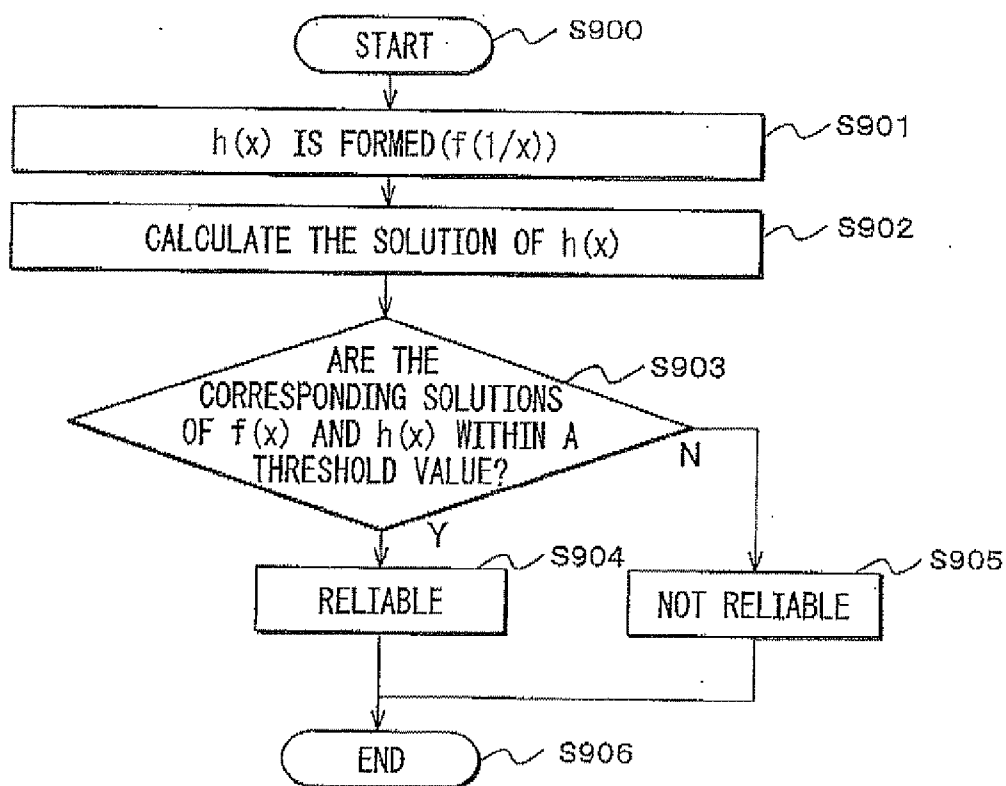 START
S900
h(x) IS FORMED(f(1/x))
S901
CALCULATE THE SOLUTION OF h(x)
S902
ARE THE
CORRESPONDING SOLUTIONS
OF f(x) AND h(x) WITHIN A
THRESHOLD VALUE?
S903
N
Y
S904
RELIABLE
S905
NOT RELIABLE
END
S906